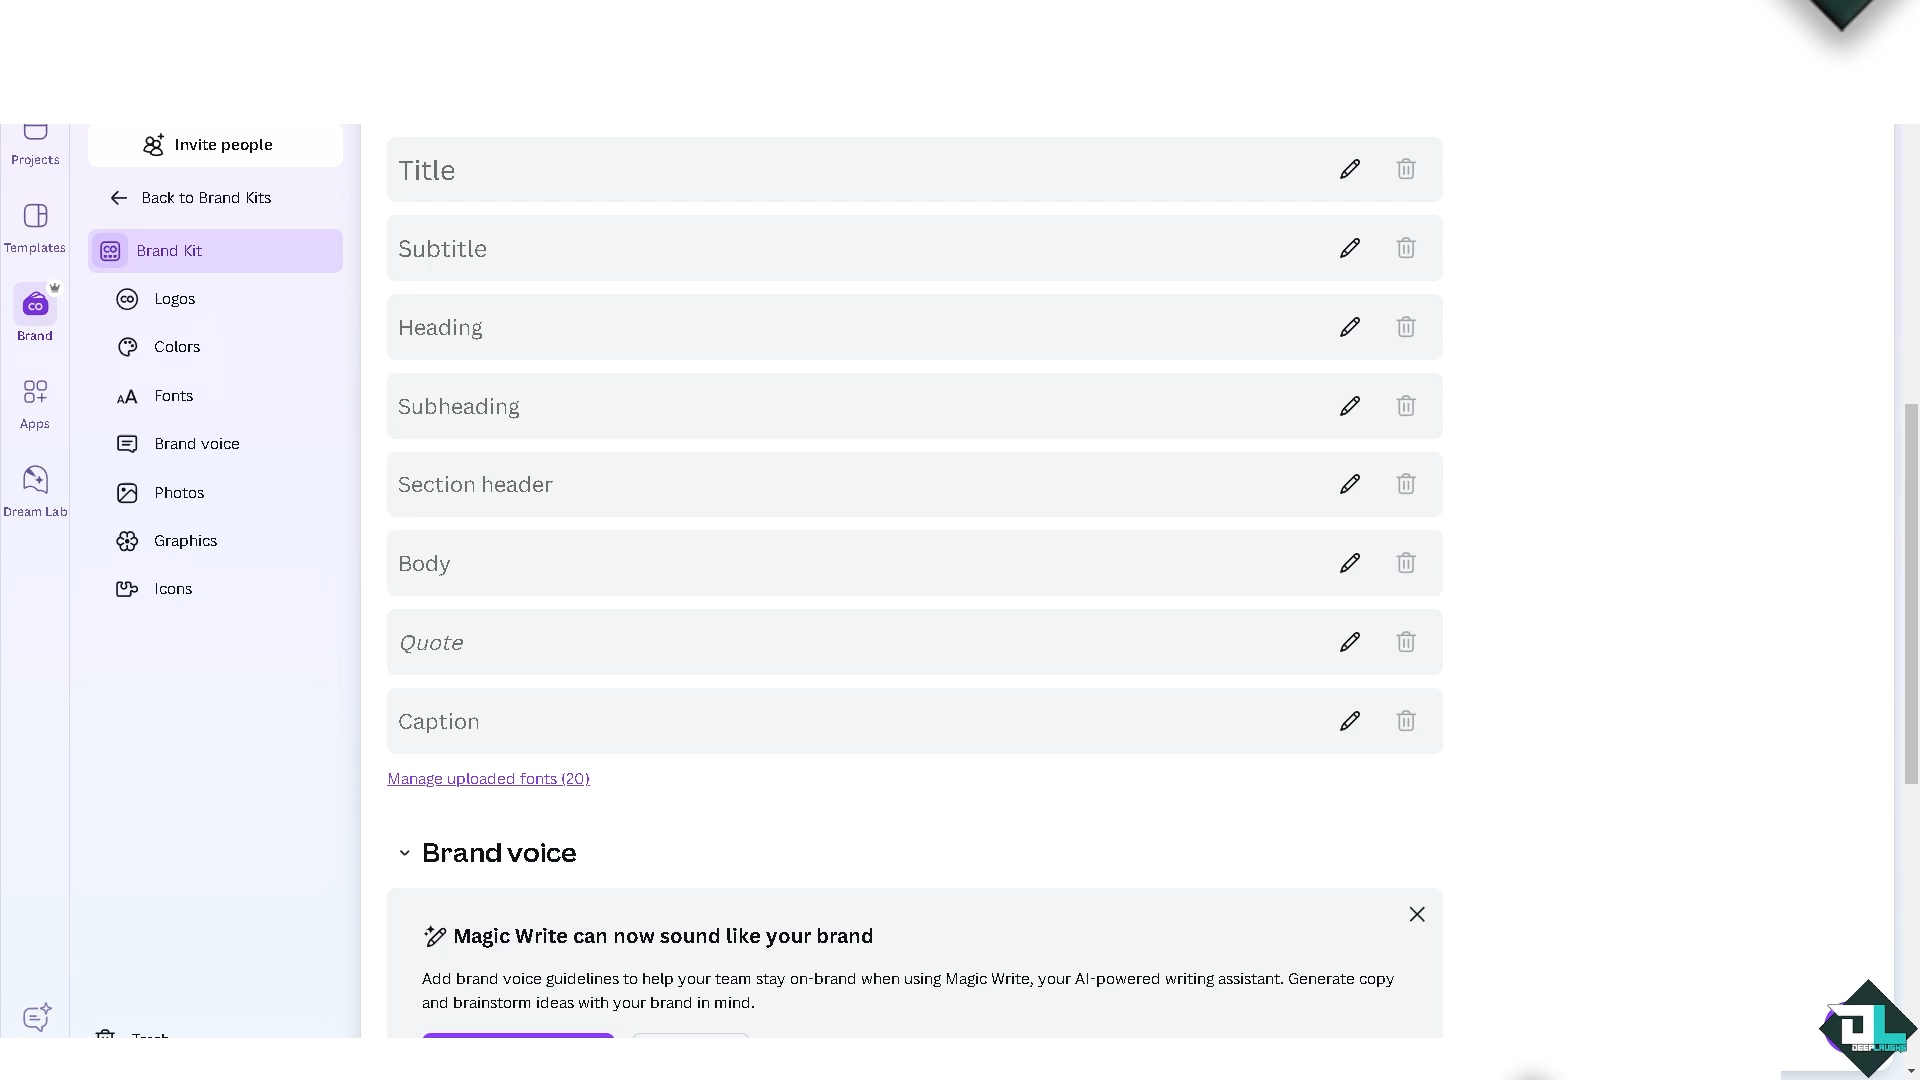 Projects
Templates
Brand
Apps
Dream Lab
Invite people
Back to Brand Kits
Brand Kit
Logos
Colors
Fonts
Brand voice
Photos
Graphics
Icons
Title
Subtitle
Heading
Subheading
Section header
Body
Quote
Caption
Manage uploaded fonts (20)
Brand voice
Magic Write can now sound like your brand
Add brand voice guidelines to help your team stay on-brand when using Magic Write, your AI-powered writing assistant. Generate copy
and brainstorm ideas with your brand in mind.
DEEPLAUGHS